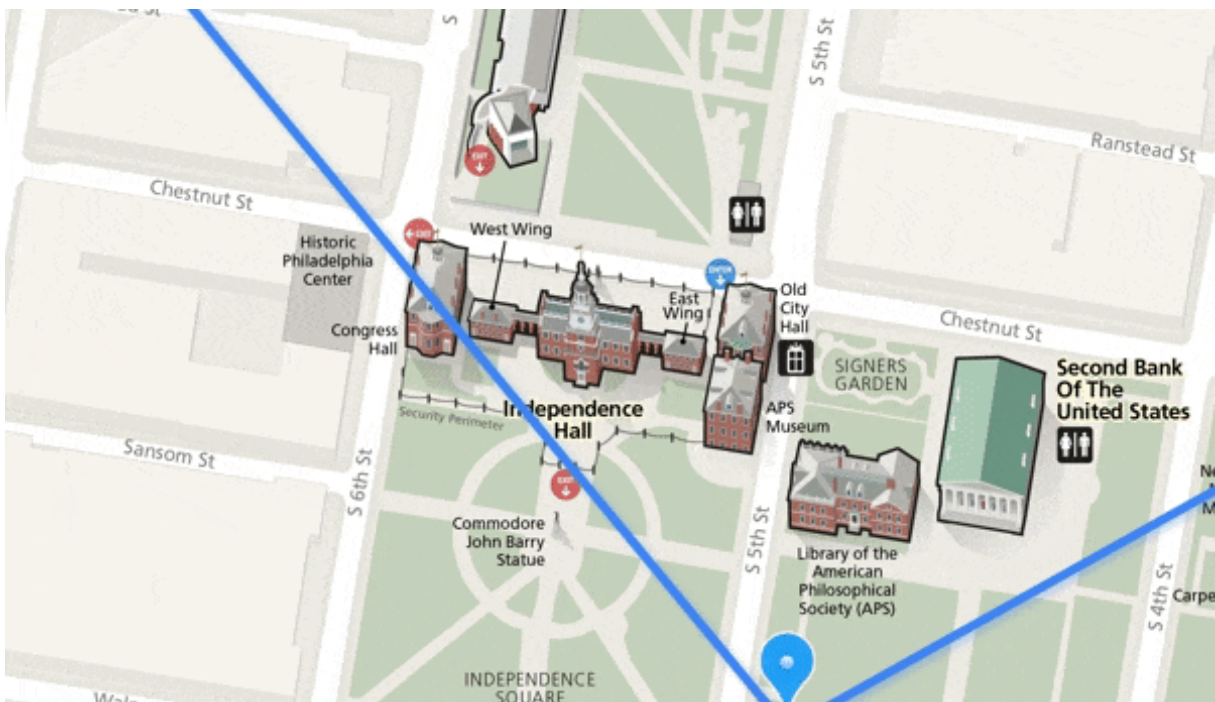 S 5th St
Ranstead St
EXIT
Chestnut St
EXIT
West Wing
Historic
Philadelphia
Center
ENTER
East
Wing
Old
City
Hall
Chestnut St
Congress
Hall
SIGNERS
GARDEN
Second Bank
Of The
United States
Security Perimeter
Independence
Hall
APS
Museum
Sansom St
S 6th St
EXIT
Commodore
John Barry
Statue
S 5th St
Library of the
American
Philosophical
Society (APS)
S 4th St
INDEPENDENCE
SQUARE